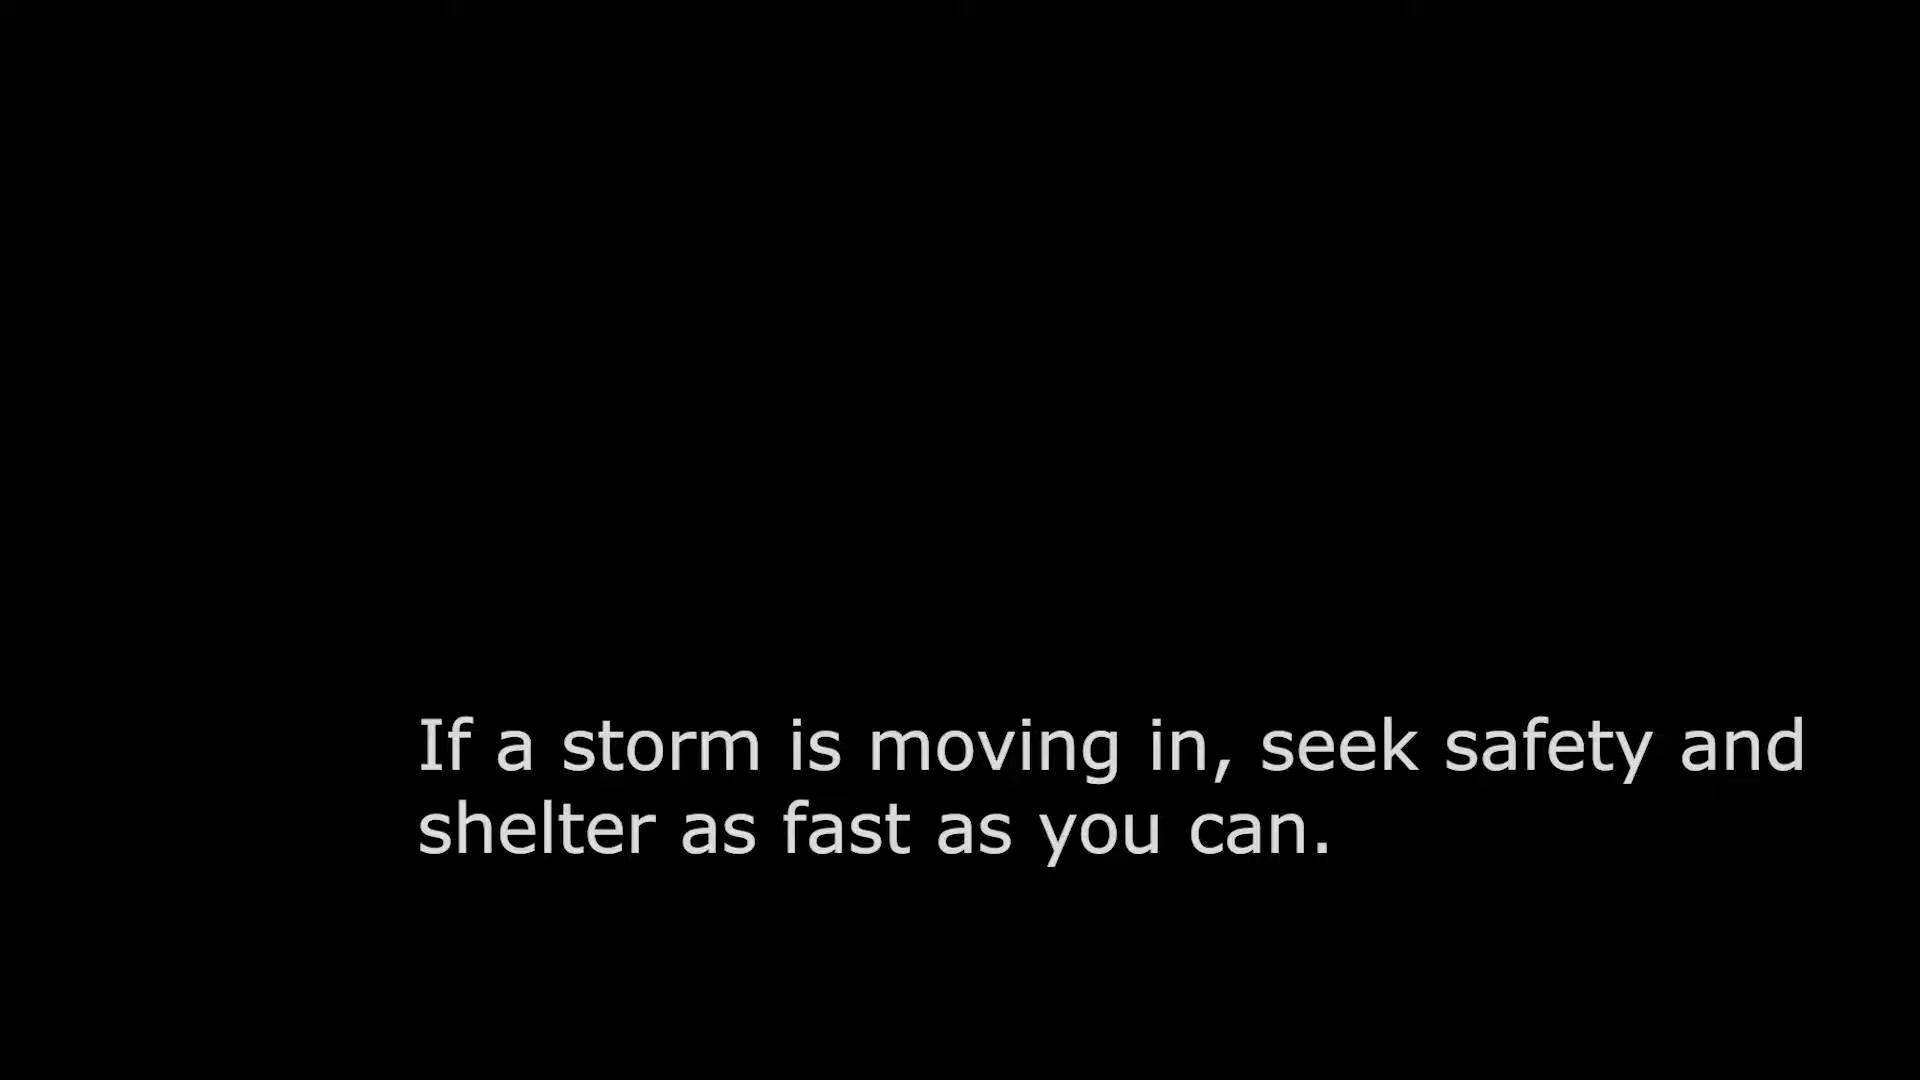 If a storm is moving in, seek safety and
shelter as fast as you can.